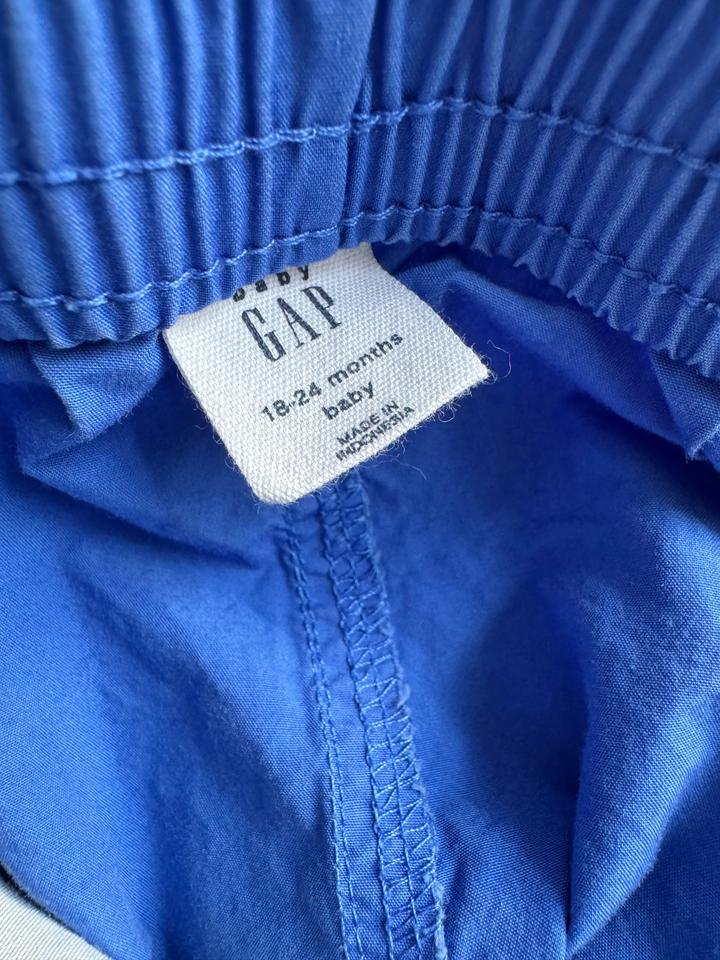 baby
GAP
18-24 months
baby
MADE IN
INDONESIA